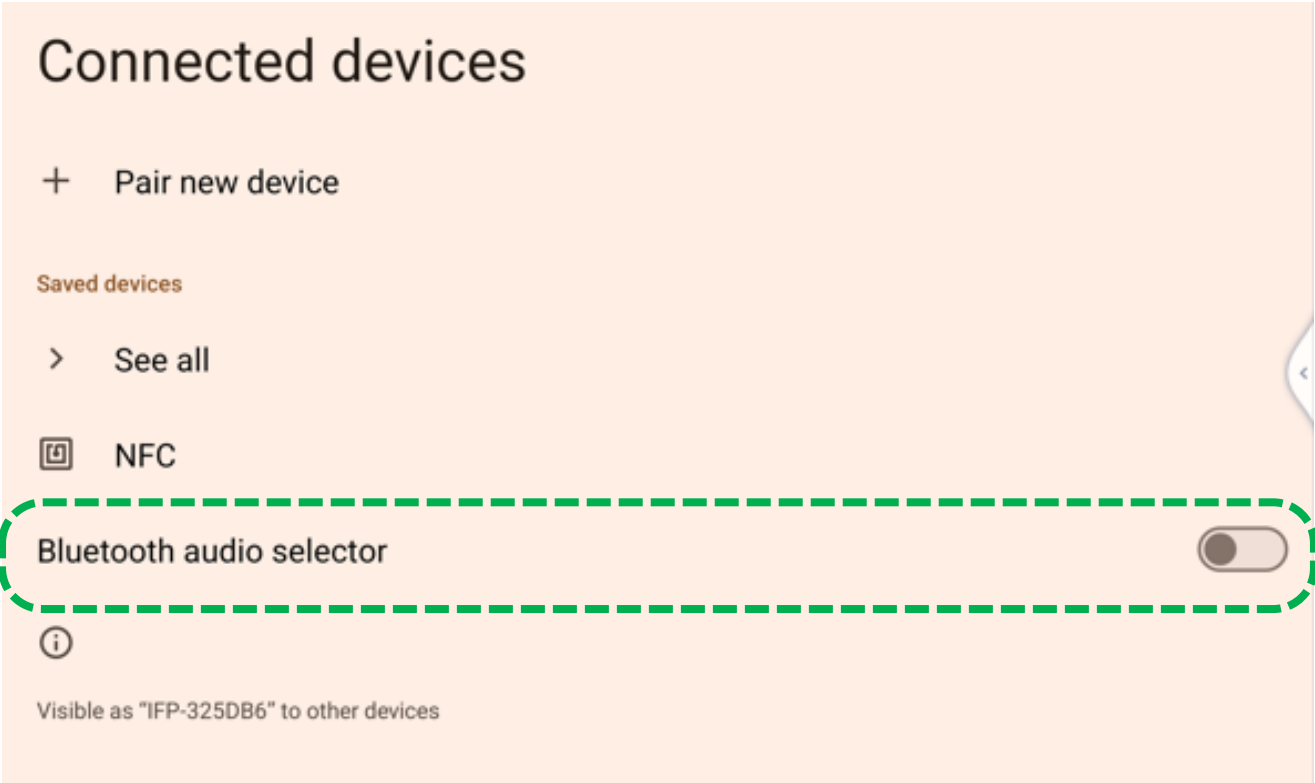 Connected devices
Pair new device
Saved devices
See all
NFC
Bluetooth audio selector
Visible as “IFP-325DB6” to other devices